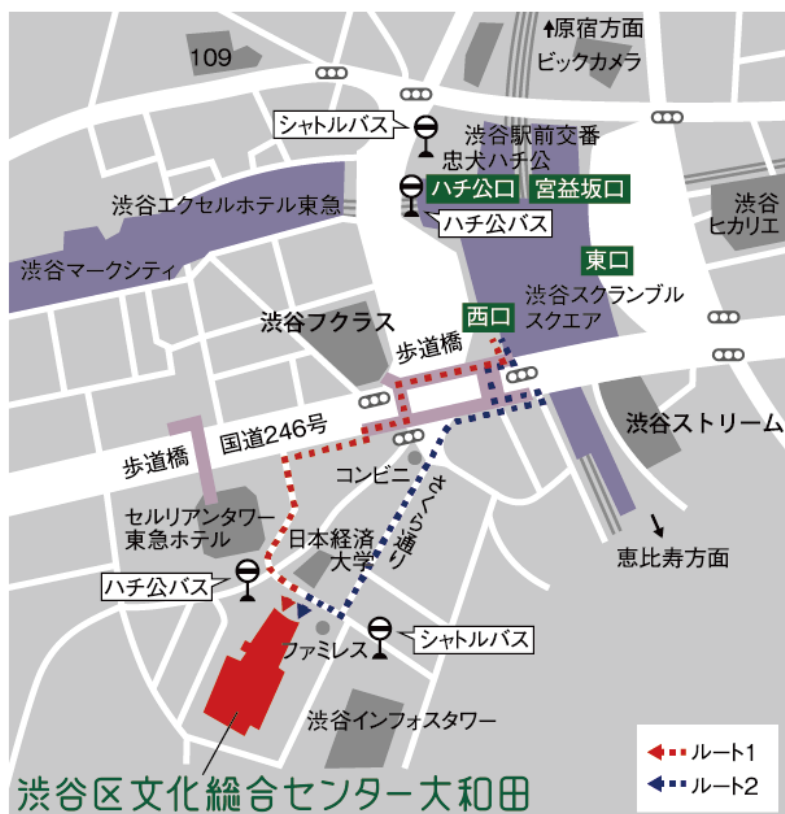 原宿方面
ビックカメラ
109
シャトルバス
渋谷駅前交番
忠犬ハチ公
ハチ公口
宮益坂口
渋谷エクセルホテル東急
ハチ公バス
渋谷
ヒカリエ
渋谷マークシティ
東口
渋谷スクランブル
スクエア
西口
渋谷フクラス
歩道橋
渋谷ストリーム
国道246号
歩道橋
コンビニ
さくら通り
セルリアンタワー
東急ホテル
日本経済
大学
恵比寿方面
ハチ公バス
ファミレス
シャトルバス
渋谷インフォスタワー
ルート1
ルート2
渋谷区文化総合センター大和田